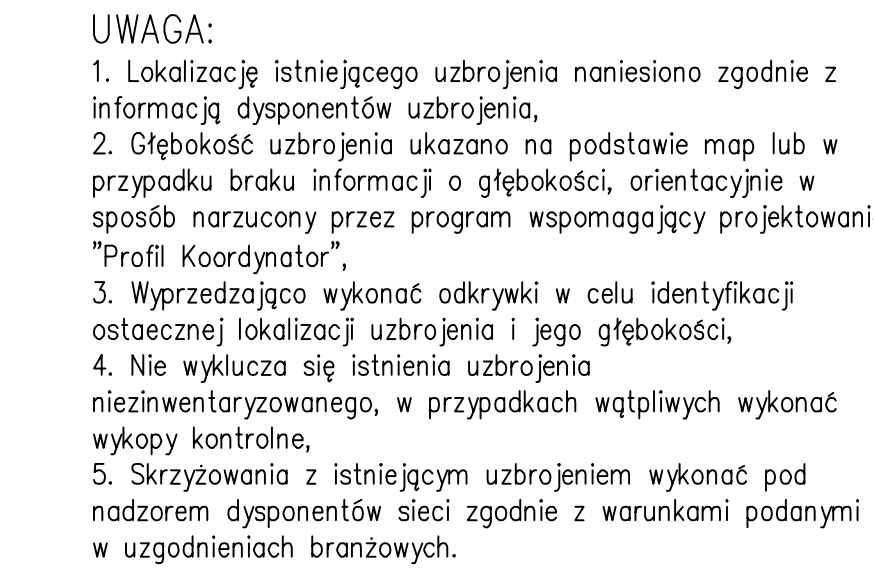 UWAGA:
1. Lokalizację istniejącego uzbrojenia naniesiono zgodnie z
informacją dysponentów uzbrojenia,
2. Głębokość uzbrojenia ukazano na podstawie map lub w
przypadku braku informacji o głębokości, orientacyjnie w
sposób narzucony przez program wspomagający projektowani
"Profil Koordynator",
3. Wyprzedzająco wykonać odkrywki w celu identyfikacji
ostaecznej lokalizacji uzbrojenia i jego głębokości,
4. Nie wyklucza się istnienia uzbrojenia
niezinwentaryzowanego, w przypadkach wątpliwych wykonać
wykopy kontrolne,
5. Skrzyżowania z istniejącym uzbrojeniem wykonać pod
nadzorem dysponentów sieci zgodnie z warunkami podanymi
w uzgodnieniach branżowych.